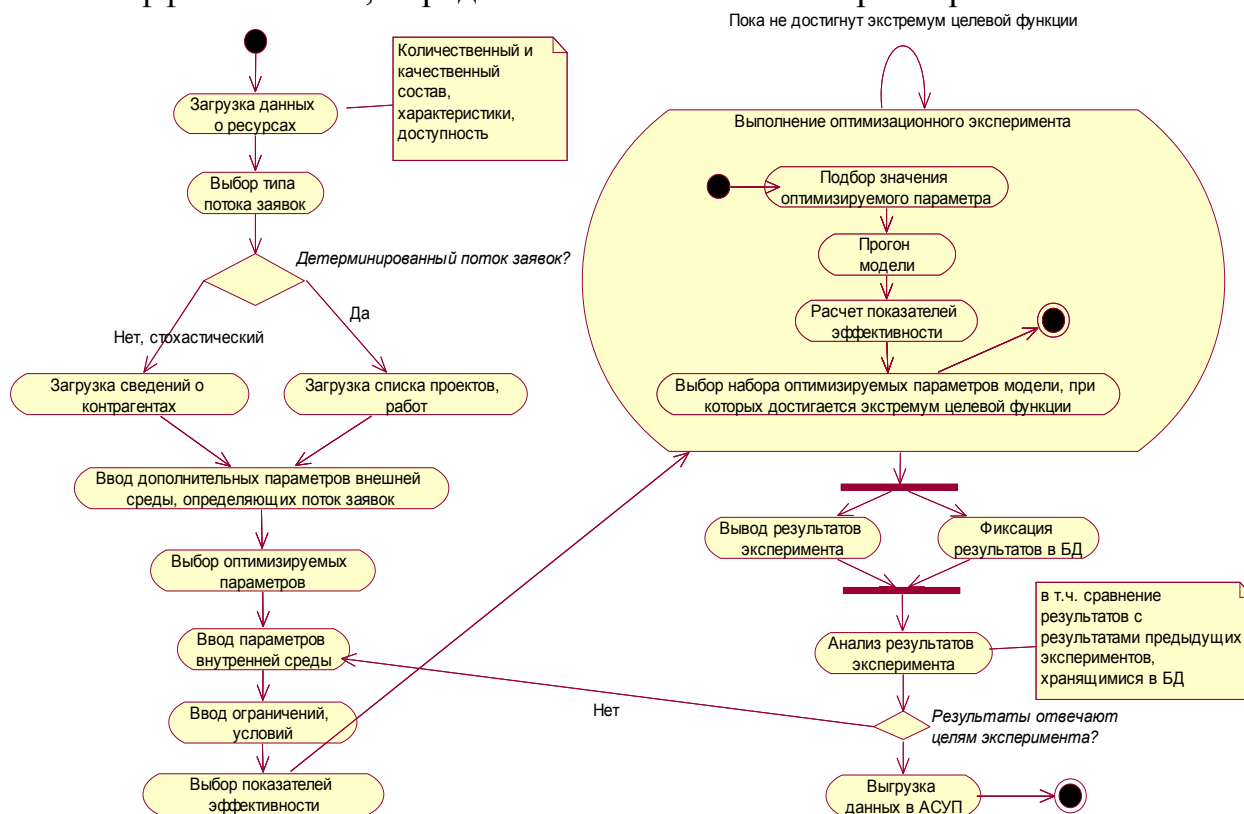 Пока не достигнут экстремум целевой функции
Количественный и
качественный
состав,
характеристики,
доступность
Загрузка данных
о ресурсах
Выбор типа
потока заявок
Детерминированный поток заявок?
Да
Нет, стохастический
Загрузка сведений о
контрагентах
Загрузка списка проектов,
работ
Ввод дополнительных параметров внешней
среды, определяющих поток заявок
Выбор оптимизируемых
параметров
Ввод параметров
внутренней среды
Ввод ограничений,
условий
Выбор показателей
эффективности
Выполнение оптимизационного эксперимента
Подбор значения
оптимизируемого параметра
Прогон
модели
Расчет показателей
эффективности
Выбор набора оптимизируемых параметров модели, при
которых достигается экстремум целевой функции
Вывод результатов
эксперимента
Фиксация
результатов в БД
Анализ результатов
эксперимента
в т.ч. сравнение
результатов с
результатами предыдущих
экспериментов,
хранящимися в БД
Нет
Результаты отвечают
целям эксперимента?
Выгрузка
данных в АСУП